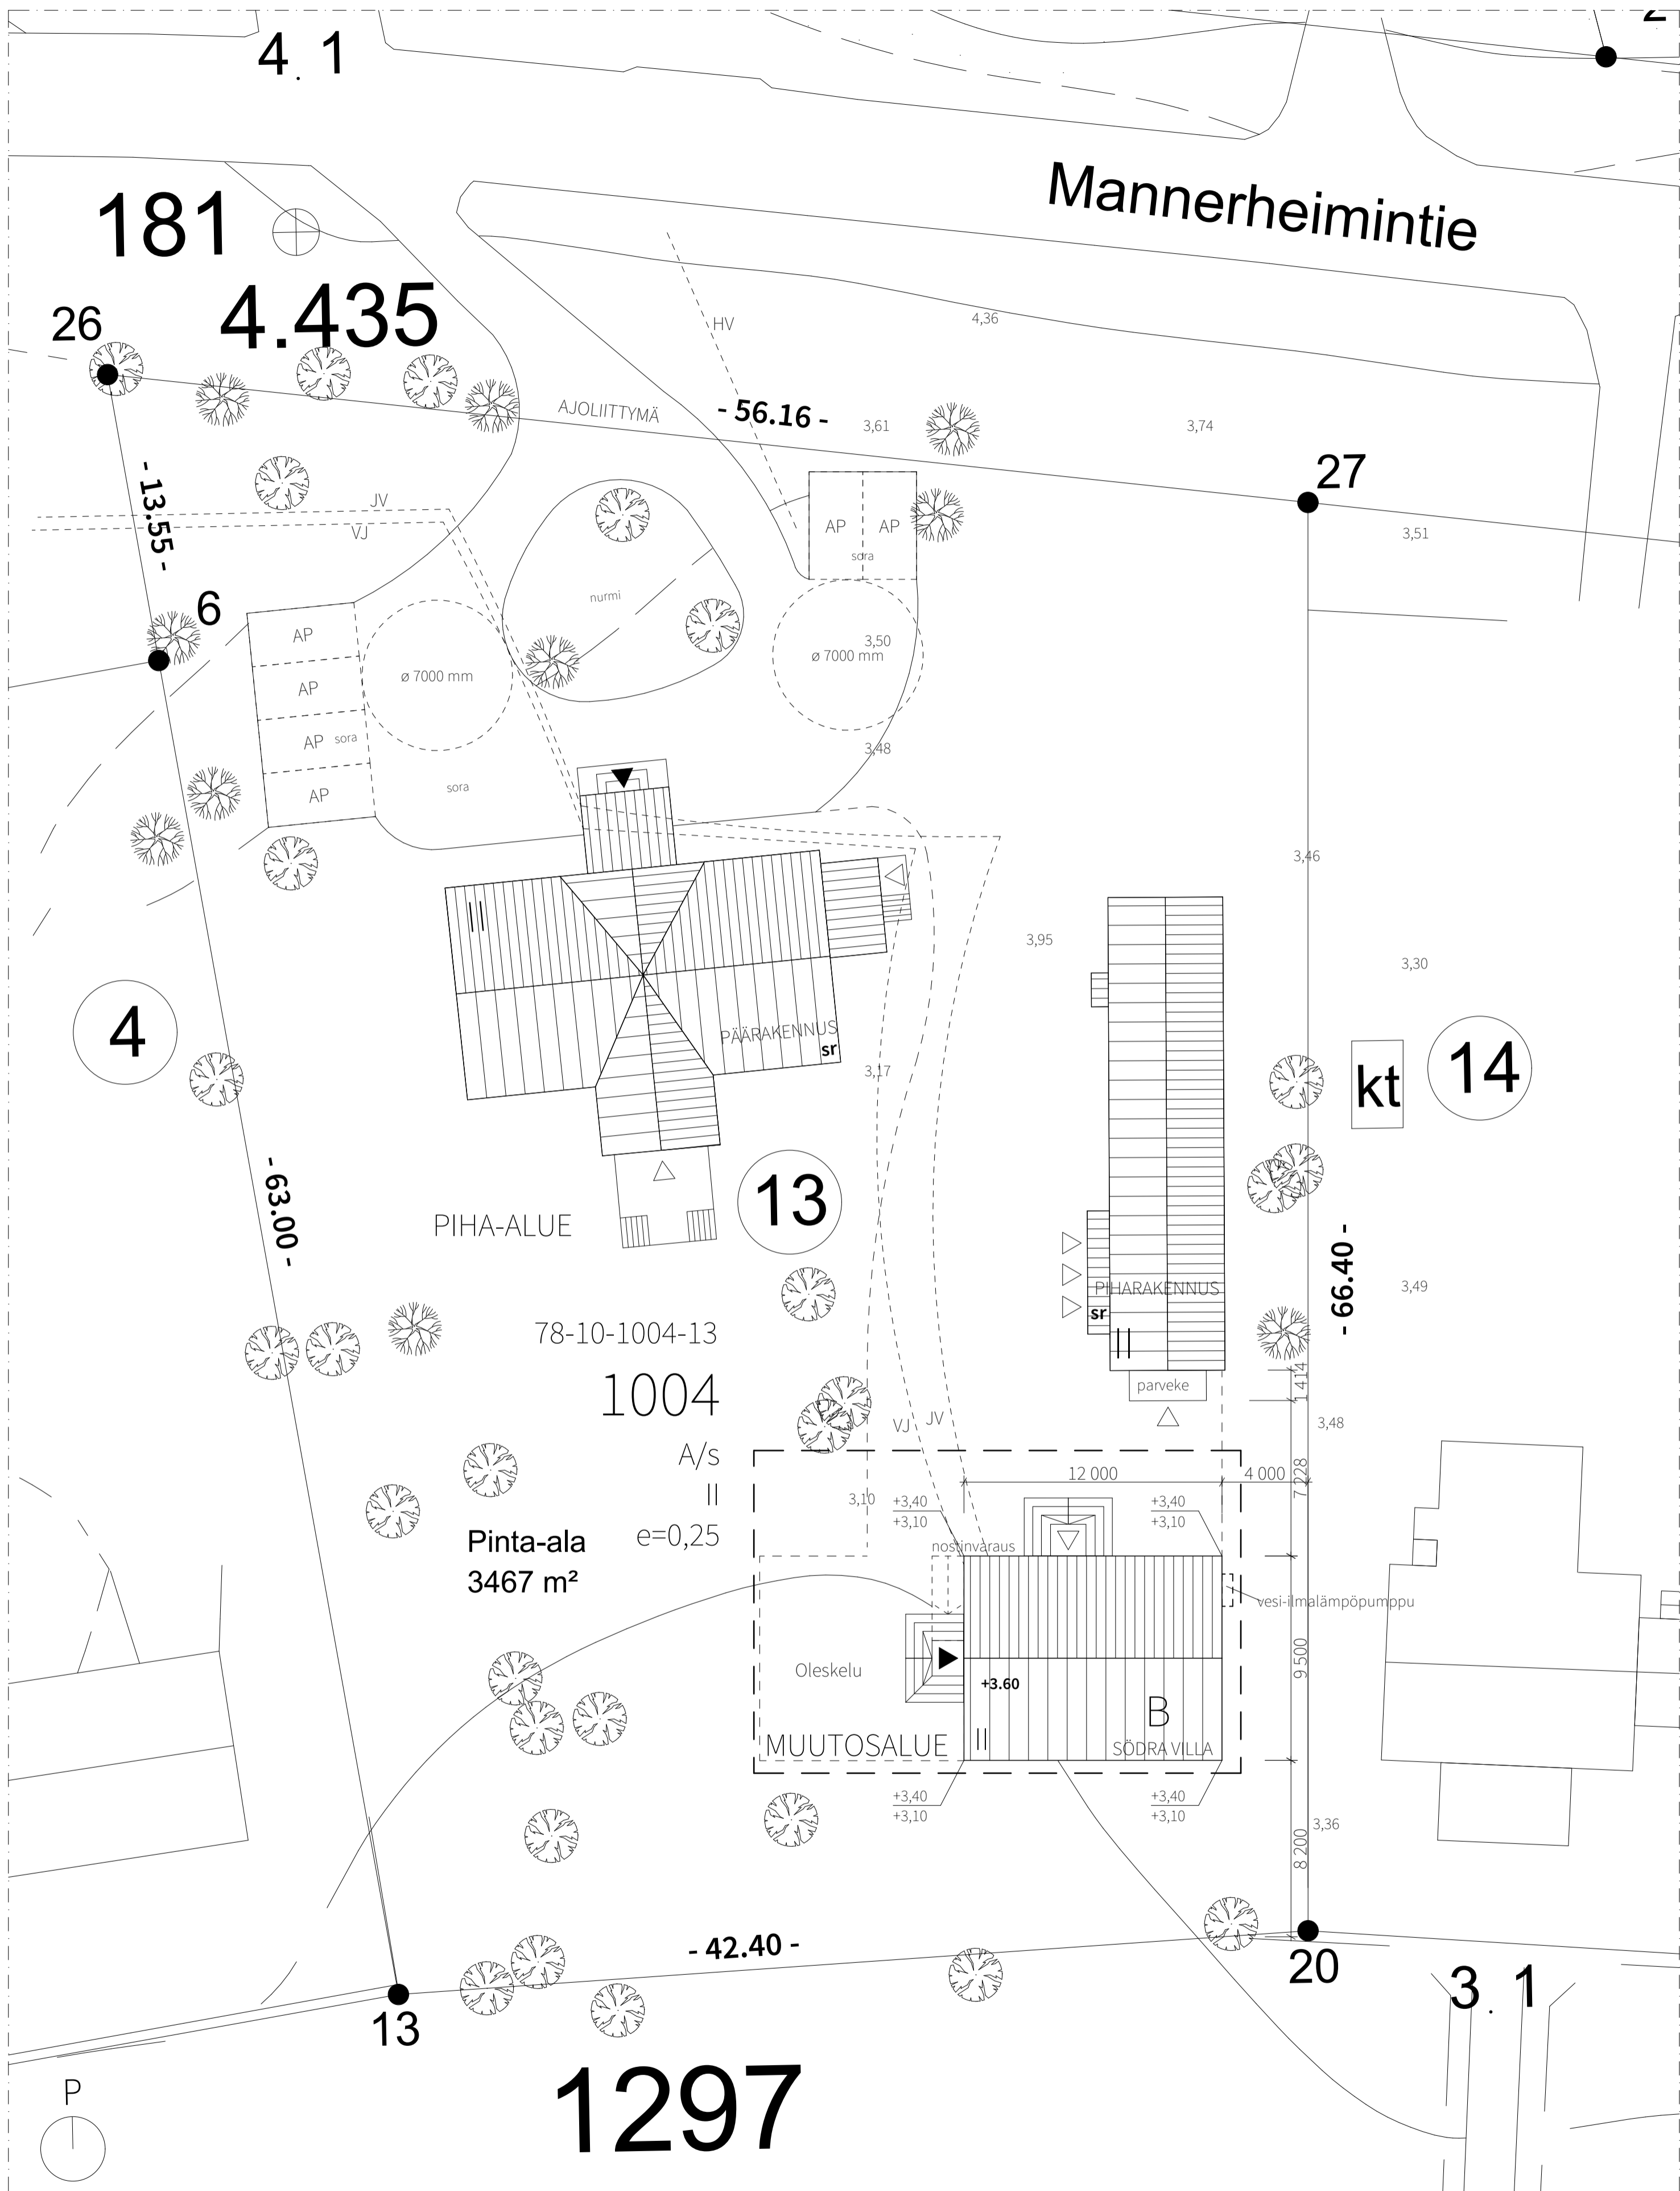 4. 1
Mannerheimintie
181
4.435
26
HV
4,36
AJOLIITTYMÄ
- 56.16 -
3,61
3,74
27
- 13.55 -
JV
VJ
AP
AP
sora
3,51
6
nurmi
AP
AP
AP
sora
AP
ø 7000 mm
3,50
ø 7000 mm
3,48
sora
3,46
3,95
3,30
II
4
PÄÄRAKENNUS
sr
3,17
kt
14
- 63.00 -
PIHA-ALUE
13
- 66.40 -
PIHARAKENNUS
sr
II
3,49
78-10-1004-13
1004
A/s
II
e=0,25
Pinta-ala
3467 m²
parveke
1 414
3,48
VJ
JV
12 000
4 000
7 228
3,10
+3,40
+3,10
+3,40
+3,10
nostinvaraus
vesi-ilmalämpöpumppu
Oleskelu
+3.60
9 500
B
MUUTOSALUE
II
SÖDRA VILLA
+3,40
+3,10
+3,40
+3,10
3,36
8 200
- 42.40 -
20
13
3. 1
1297
P